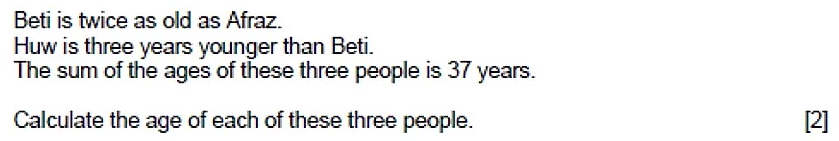 Beti is twice as old as Afraz.
Huw is three years younger than Beti.
The sum of the ages of these three people is 37 years.
Calculate the age of each of these three people. [2]